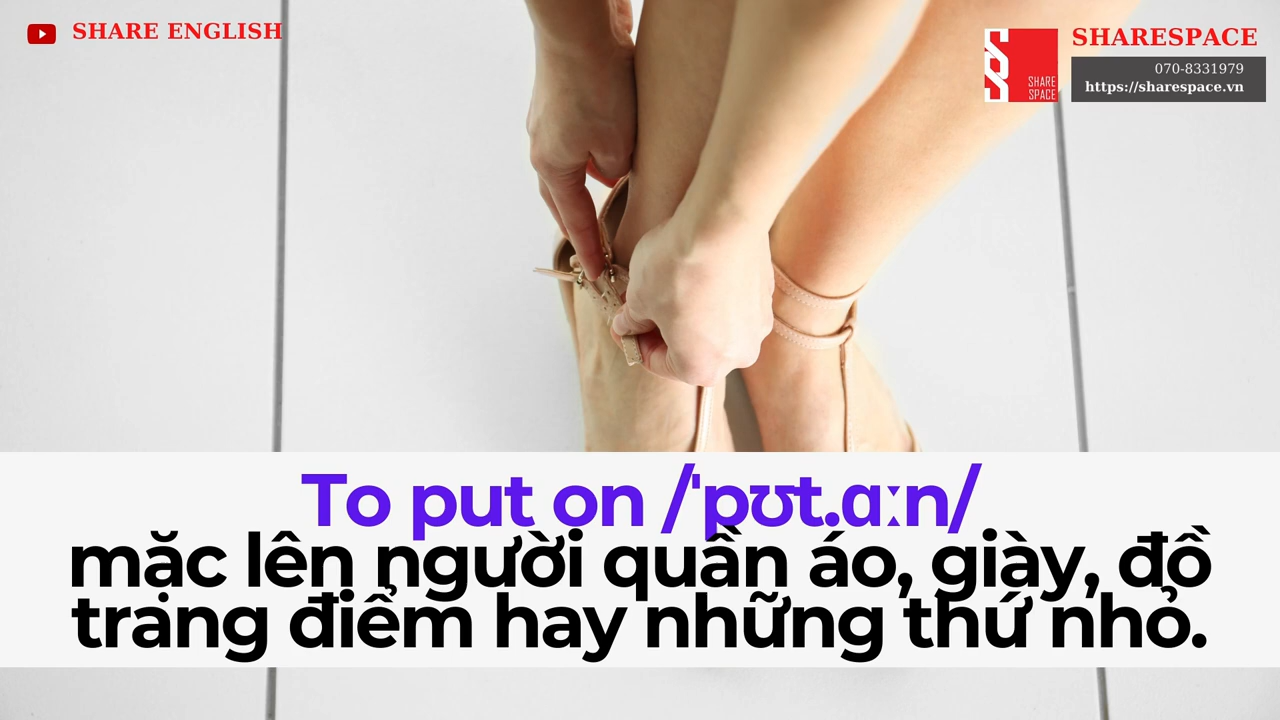 SHARE ENGLISH
SHARESPACE
070-8331979
https://sharespace.vn
SHARE
SPACE
To put on /ˈpʊt.ɑːn/
mặc lên người quần áo, giày, đồ
trang điểm hay những thứ nhỏ.